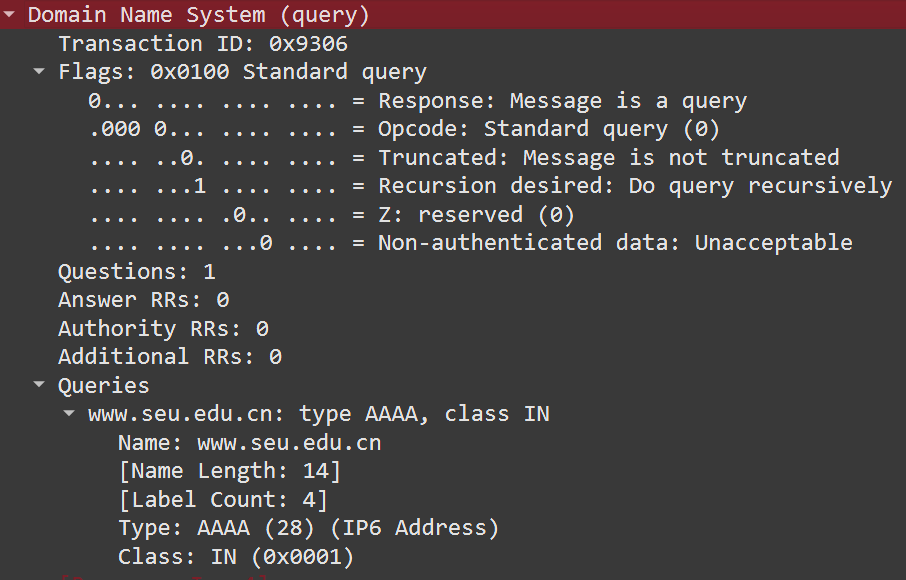 Domain Name System (query)
Transaction ID: 0x9306
Flags: 0x0100 Standard query
0... .... .... .... = Response: Message is a query
.000 0... .... .... = Opcode: Standard query (0)
.... ..0. .... .... = Truncated: Message is not truncated
.... ...1 .... .... = Recursion desired: Do query recursively
.... .... .0.. .... = Z: reserved (0)
.... .... ...0 .... = Non-authenticated data: Unacceptable
Questions: 1
Answer RRs: 0
Authority RRs: 0
Additional RRs: 0
Queries
www.seu.edu.cn: type AAAA, class IN
Name: www.seu.edu.cn
[Name Length: 14]
[Label Count: 4]
Type: AAAA (28) (IP6 Address)
Class: IN (0x0001)